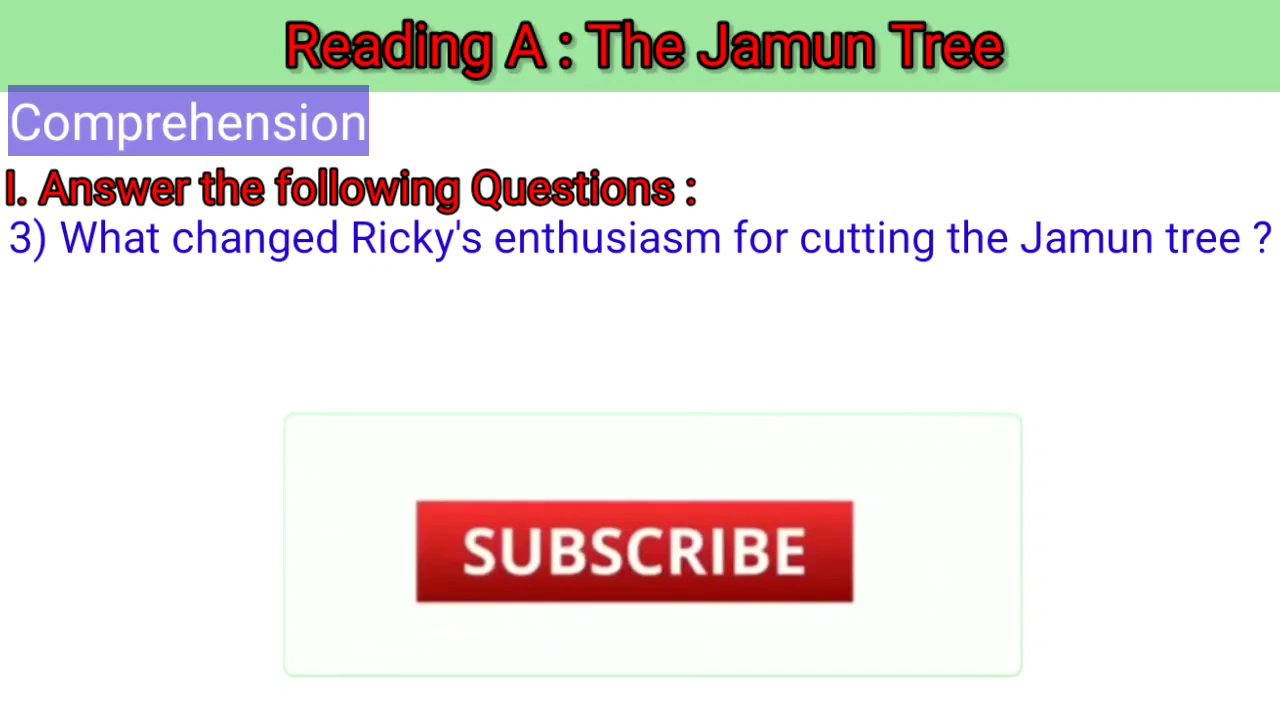 Reading A : The Jamun Tree
Comprehension
I. Answer the following Questions :
3) What changed Ricky's enthusiasm for cutting the Jamun tree ?
SUBSCRIBE